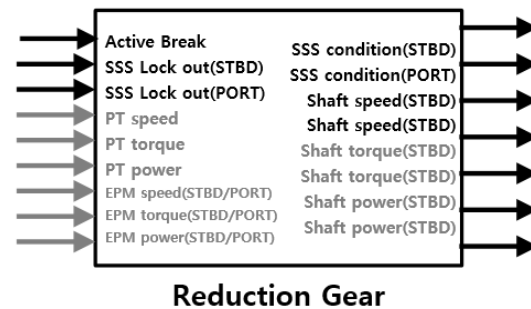 Active Break
SSS Lock out(STBD)
SSS Lock out(PORT)
PT speed
PT torque
PT power
EPM speed(STBD/PORT)
EPM torque(STBD/PORT)
EPM power(STBD/PORT)
SSS condition(STBD)
SSS condition(PORT)
Shaft speed(STBD)
Shaft speed(STBD)
Shaft torque(STBD)
Shaft torque(STBD)
Shaft power(STBD)
Shaft power(STBD)
Reduction Gear